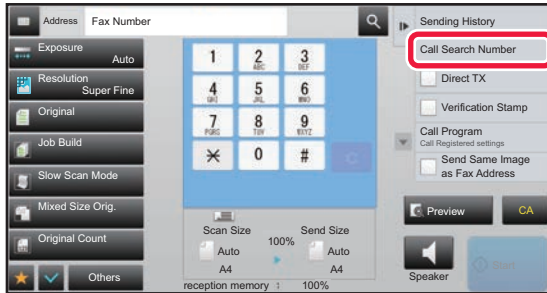 Address Fax Number
Sending History
Call Search Number
Direct TX
Verification Stamp
Call Program
Call Registered settings
Send Same Image
as Fax Address
Preview CA
Speaker
Start
Exposure
Auto
Resolution
Super Fine
Original
Job Build
Slow Scan Mode
Mixed Size Orig.
Original Count
Others
1 2 3
ABC DEF
4 5 6
GHI JKL MNO
7 8 9
PQRS TUV WXYZ
0 #
C
Scan Size Send Size
100%
Auto Auto
A4 A4
reception memory : 100%